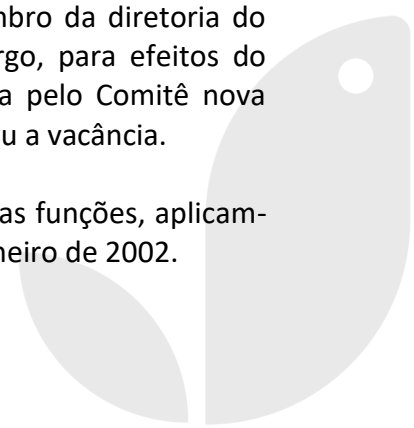 mbro da diretoria do
rgo, para efeitos do
a pelo Comitê nova
u a vacância.
as funções, aplicam-
neiro de 2002.